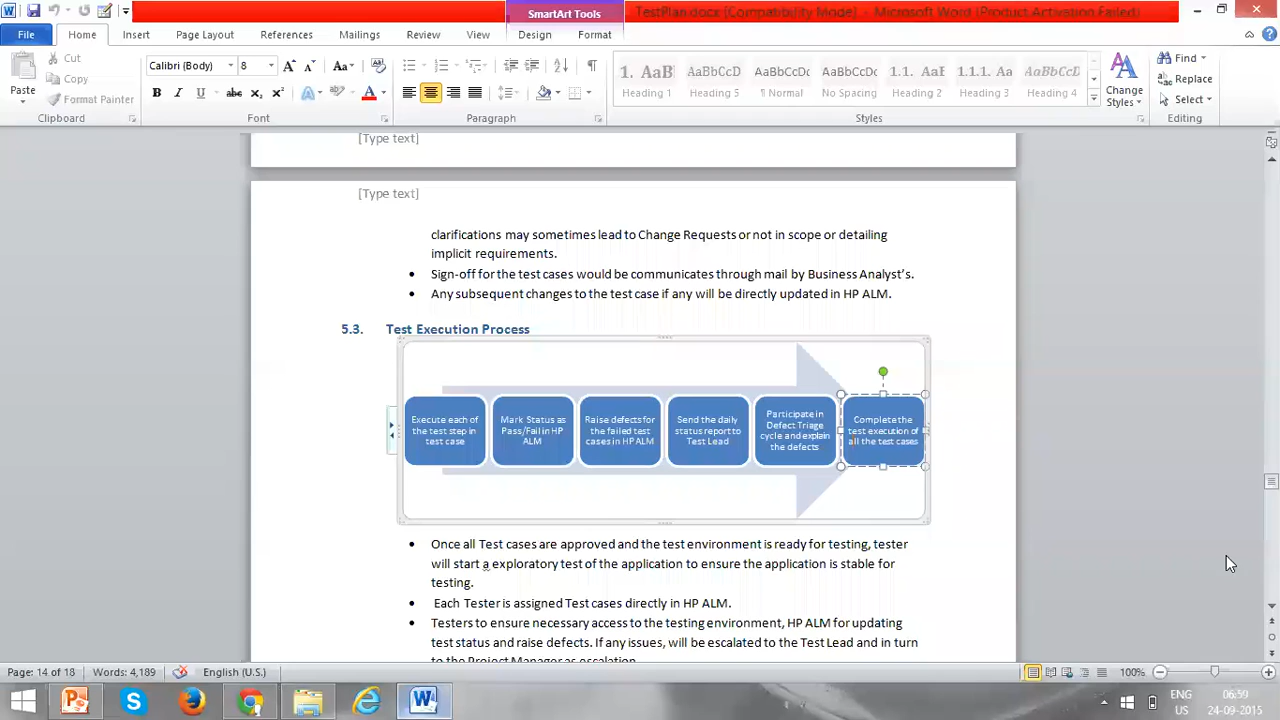 SmartArt Tools
TestPlan.docx [Compatibility Mode] - Microsoft Word (Product Activation Failed)
File Home Insert Page Layout References Mailings Review View Design Format
Paste
Cut
Copy
Format Painter
Clipboard
Calibri (Body) 8
Font
Paragraph
1. AaB
Heading 1
AaBbCcD
Heading 5
AaBbCcDc
¶ Normal
AaBbCcDc
No Spacing
1.1. AaE
Heading 2
1.1.1. Aa
Heading 3
AaBbCcDc
Heading 4
Styles
Change
Styles
Find
Replace
Select
Editing
[Type text]
[Type text]
clarifications may sometimes lead to Change Requests or not in scope or detailing
implicit requirements.
• Sign-off for the test cases would be communicates through mail by Business Analyst's.
• Any subsequent changes to the test case if any will be directly updated in HP ALM.
5.3. Test Execution Process
Execute each of
the test step in
test case
Mark Status as
Pass/Fail in HP
ALM
Raise defects for
the failed test
cases in HP ALM
Send the daily
status report to
Test Lead
Participate in
Defect Triage
cycle and explain
the defects
Complete the
test execution of
all the test cases
• Once all Test cases are approved and the test environment is ready for testing, tester
will start a exploratory test of the application to ensure the application is stable for
testing.
• Each Tester is assigned Test cases directly in HP ALM.
• Testers to ensure necessary access to the testing environment, HP ALM for updating
test status and raise defects. If any issues, will be escalated to the Test Lead and in turn
to the Project Manager as escalation.
Page: 14 of 18 Words: 4,189 English (U.S.) 100%
ENG 06:59
US 24-09-2015